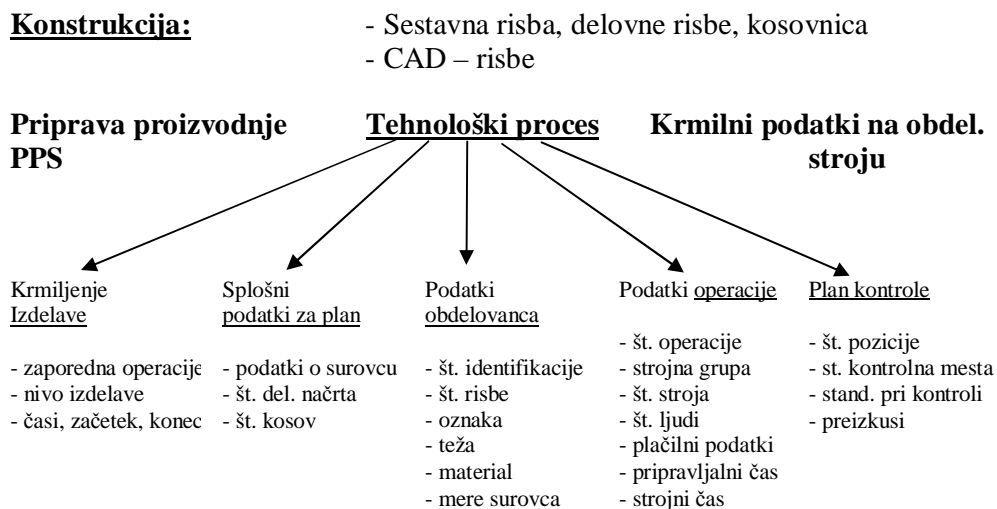 Konstrukcija: - Sestavna risba, delovne risbe, kosovnica
- CAD – risbe
Priprava proizvodnje
PPS
Tehnološki proces
Krmilni podatki na obdel.
stroju
Krmiljenje
Izdelave
- zaporedna operacije
- nivo izdelave
- časi, začetek, konec
Splošni
podatki za plan
- podatki o surovcu
- št. del. načrta
- št. kosov
Podatki
obdelovanca
- št. identifikacije
- št. risbe
- oznaka
- teža
- material
- mere surovca
Podatki operacije
- št. operacije
- strojna grupa
- št. stroja
- št. ljudi
- plačilni podatki
- pripravljalni čas
- strojni čas
Plan kontrole
- št. pozicije
- st. kontrolna mesta
- stand. pri kontroli
- preizkusi